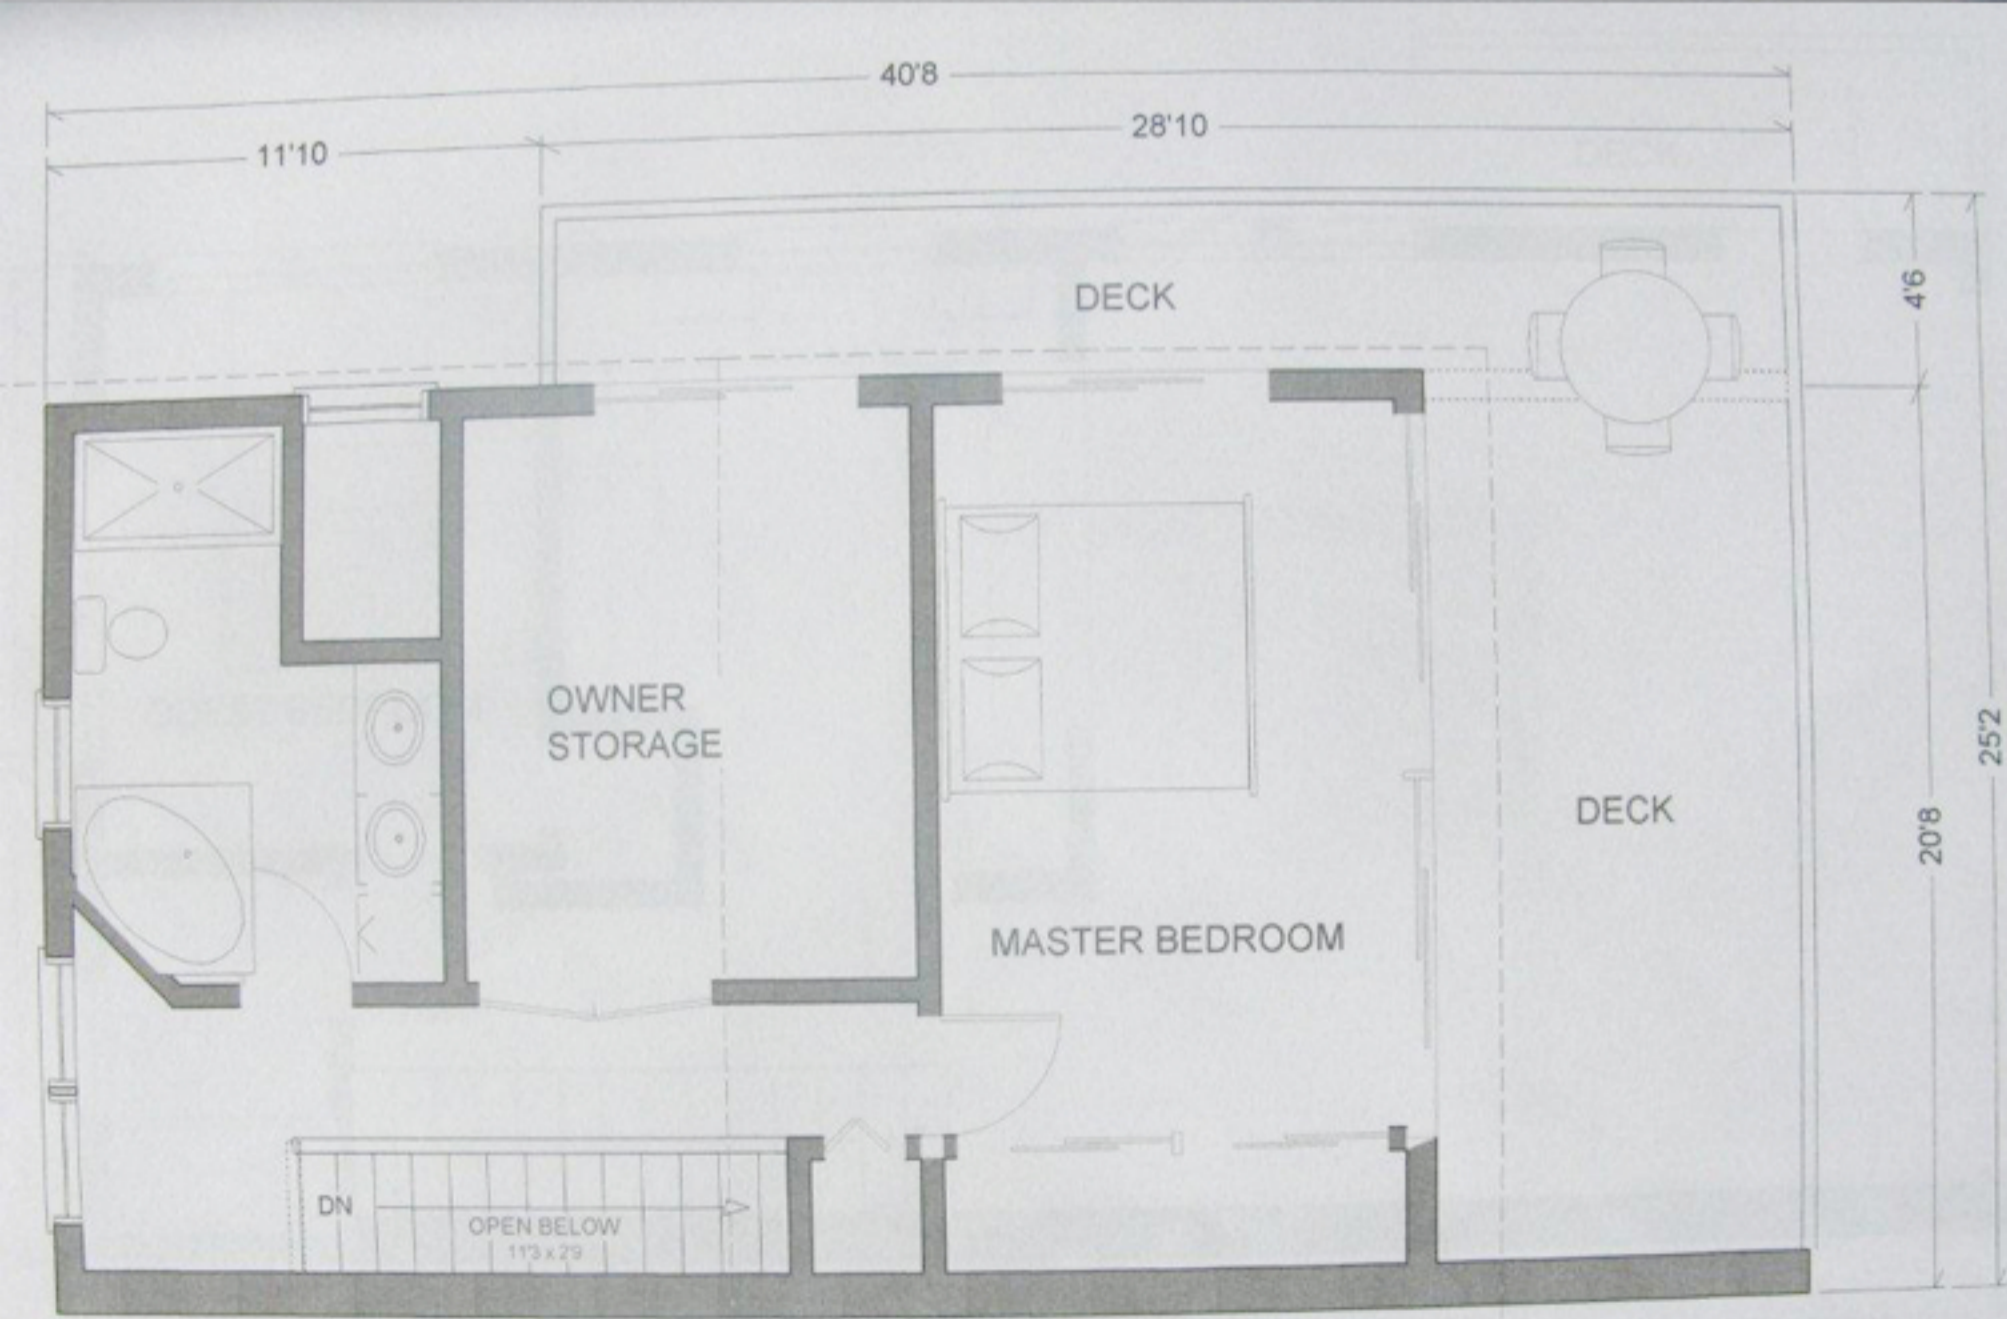 40'8
28'10
11'10
DECK
4'6
OWNER
STORAGE
25'2
DECK
20'8
MASTER BEDROOM
DN
OPEN BELOW
11'3 x 2'9